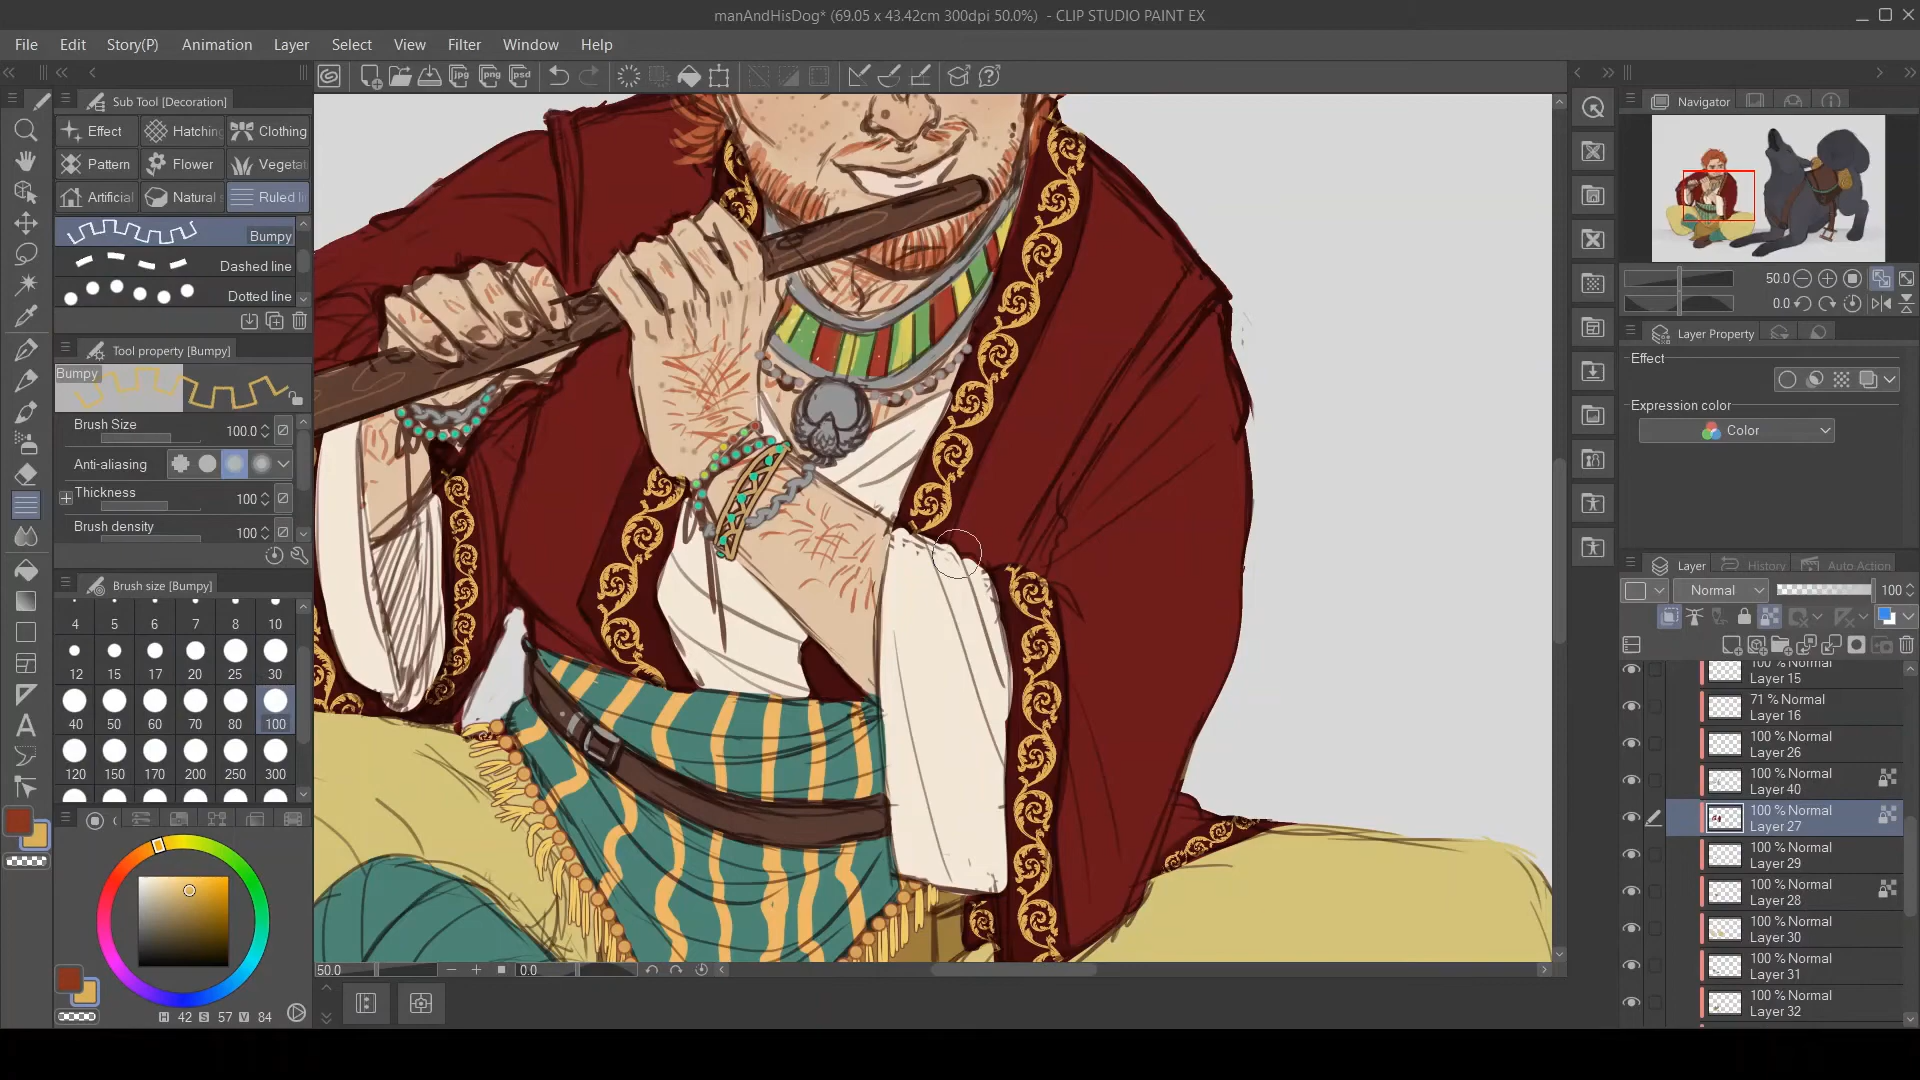 manAndHisDog* (69.05 x 43.42cm 300dpi 50.0%) - CLIP STUDIO PAINT EX
File Edit Story(P) Animation Layer Select View Filter Window Help
Sub Tool [Decoration]
Effect Hatchin Clothing
Pattern Flower Vegeta
Artificial Natural Ruled li
Bumpy
Dashed line
Dotted line
Tool property [Bumpy]
Bumpy
Brush Size 100.0
Anti-aliasing
Thickness 100
Brush density 100
Brush size [Bumpy]
4 5 6 7 8 10
12 15 17 20 25 30
40 50 60 70 80 100
120 150 170 200 250 300
H 42 S 57 V 84
50.0 0.0
jpg png psd
Navigator
50.0
0.0
Layer Property
Effect
Expression color
Color
Layer History Auto Action
Normal 100
100 % Normal
Layer 15
71 % Normal
Layer 16
100 % Normal
Layer 26
100 % Normal
Layer 40
100 % Normal
Layer 27
100 % Normal
Layer 29
100 % Normal
Layer 28
100 % Normal
Layer 30
100 % Normal
Layer 31
100 % Normal
Layer 32